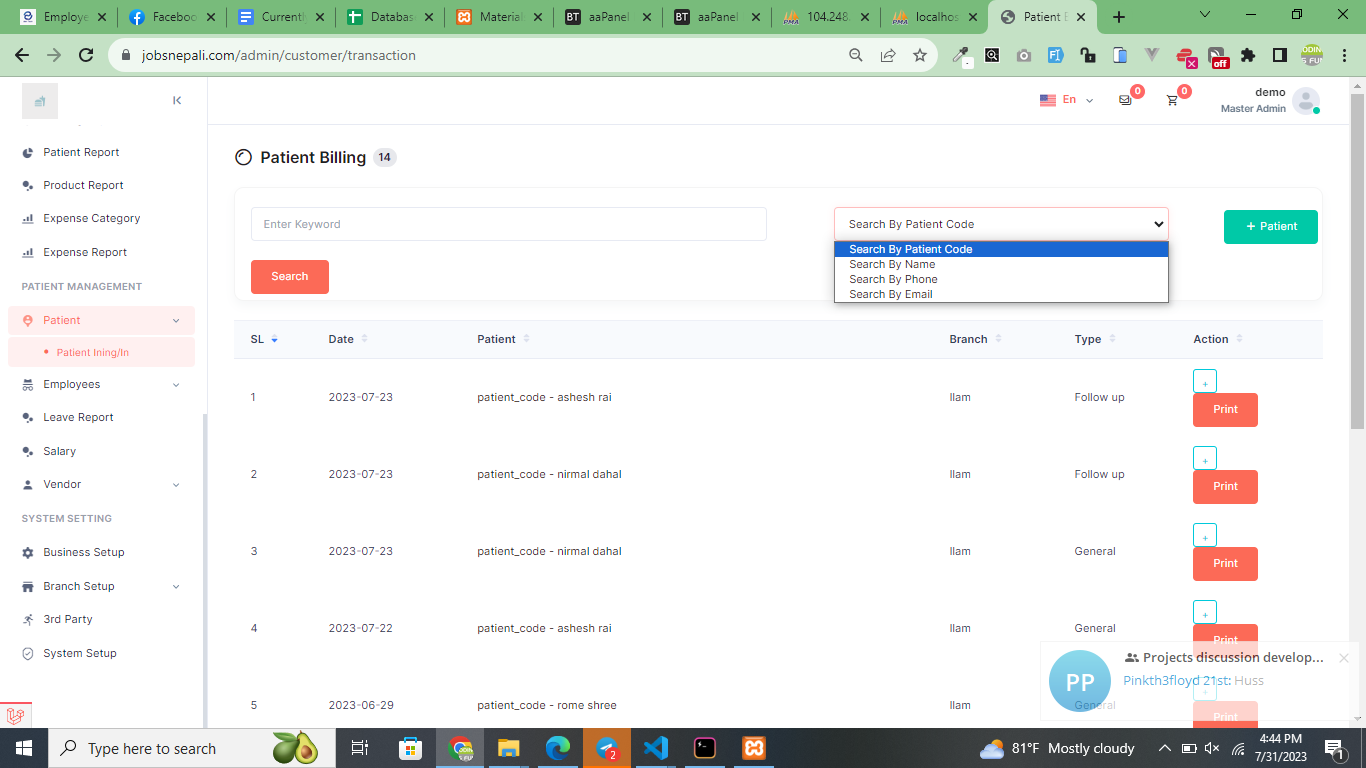 Employe
Facebook
Currentl
Databas
Material
BT aaPanel
BT aaPanel
PMA 104.248.
PMA localhos
Patient B
jobsnepali.com/admin/customer/transaction
off
En
0
0
demo
Master Admin
Patient Report
Product Report
Expense Category
Expense Report
PATIENT MANAGEMENT
Patient
Patient Ining/In
Employees
Leave Report
Salary
Vendor
SYSTEM SETTING
Business Setup
Branch Setup
3rd Party
System Setup
Patient Billing 14
Enter Keyword
Search By Patient Code
+ Patient
Search By Patient Code
Search By Name
Search By Phone
Search By Email
Search
SL Date Patient Branch Type Action
1 2023-07-23 patient_code - ashesh rai Ilam Follow up +
Print
2 2023-07-23 patient_code - nirmal dahal Ilam Follow up +
Print
3 2023-07-23 patient_code - nirmal dahal Ilam General +
Print
4 2023-07-22 patient_code - ashesh rai Ilam General +
Print
5 2023-06-29 patient_code - rome shree Ilam General +
Print
PP
Projects discussion develop...
Pinkth3floyd 21st: Huss
Type here to search
2
81°F Mostly cloudy
4:44 PM
7/31/2023
1